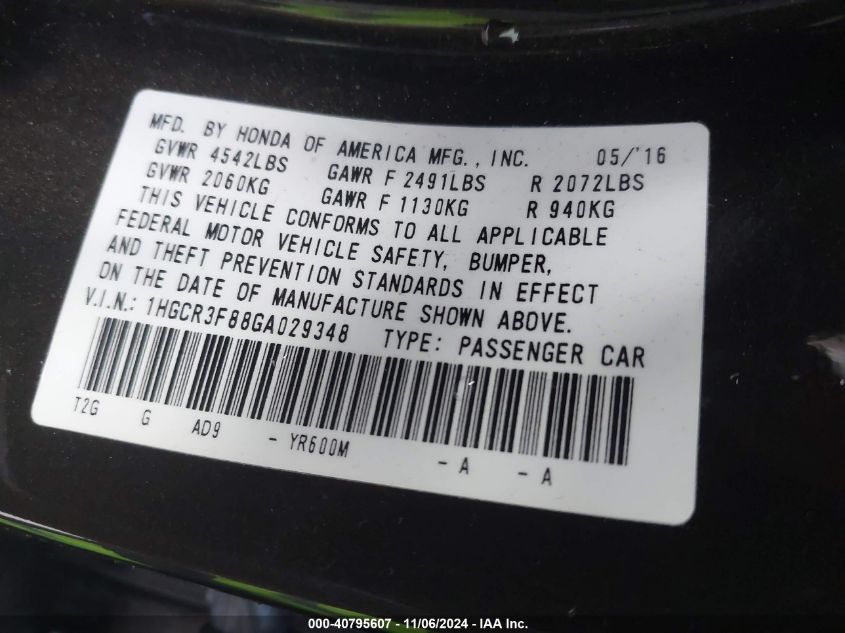 MFD. BY HONDA OF AMERICA MFG., INC. 05/'16
GVWR 4542LBS GAWR F 2491LBS R 2072LBS
GVWR 2060KG GAWR F 1130KG R 940KG
THIS VEHICLE CONFORMS TO ALL APPLICABLE
FEDERAL MOTOR VEHICLE SAFETY, BUMPER,
AND THEFT PREVENTION STANDARDS IN EFFECT
ON THE DATE OF MANUFACTURE SHOWN ABOVE.
V.I.N.: 1HGCR3F88GA029348 TYPE: PASSENGER CAR
T2G G AD9 - YR600M - A - A
000-40795607 - 11/06/2024 - IAA Inc.